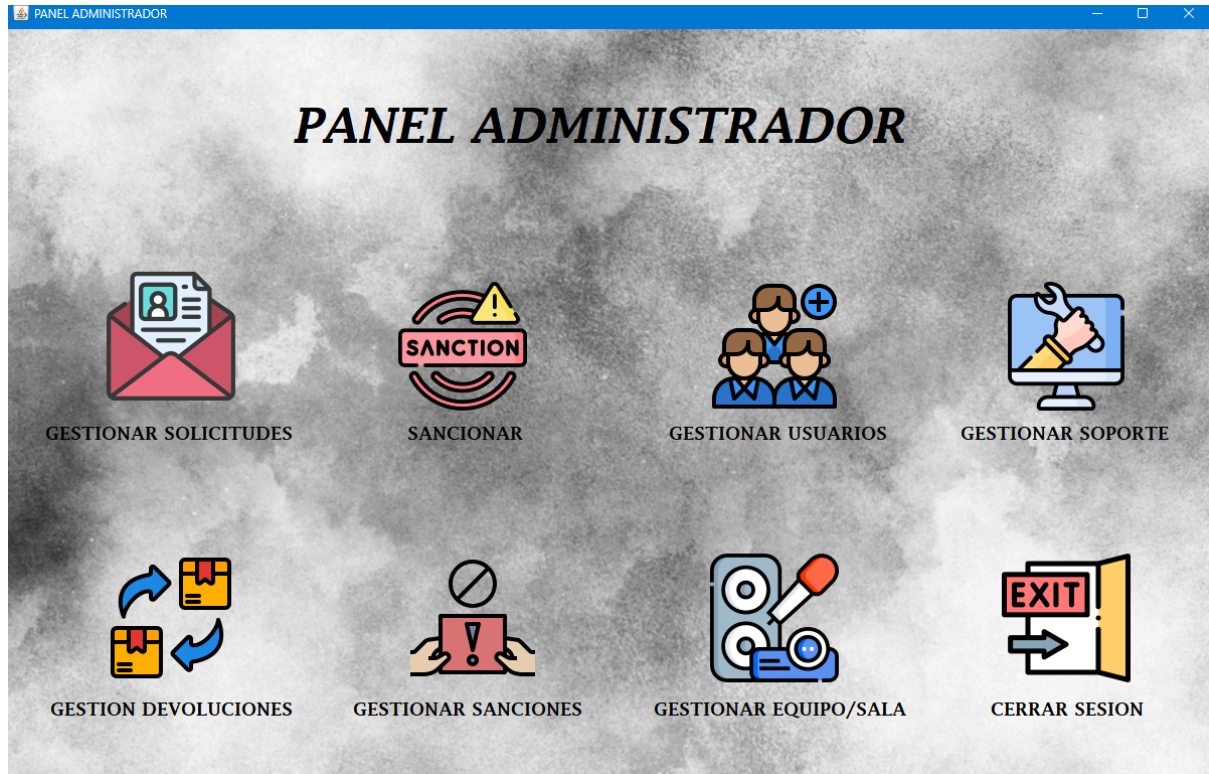 PANEL ADMINISTRADOR
PANEL ADMINISTRADOR
SANCTION
GESTIONAR SOLICITUDES
SANCIONAR
GESTIONAR USUARIOS
GESTIONAR SOPORTE
EXIT
GESTION DEVOLUCIONES
GESTIONAR SANCIONES
GESTIONAR EQUIPO/SALA
CERRAR SESION